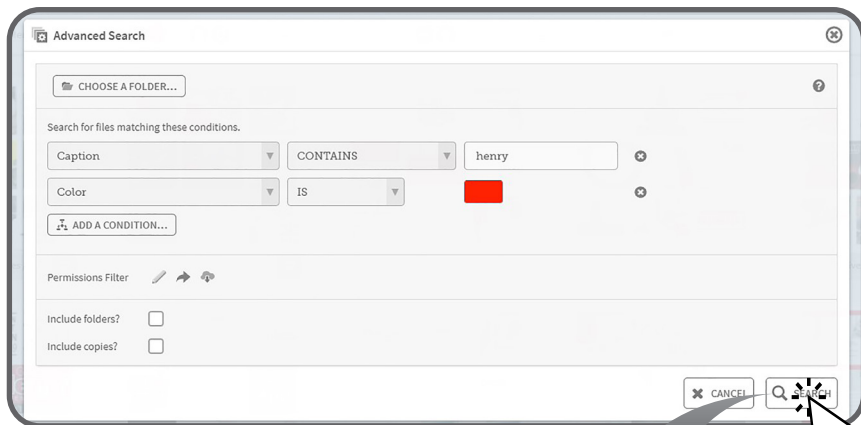 Advanced Search
CHOOSE A FOLDER...
Search for files matching these conditions.
Caption CONTAINS henry
Color IS
ADD A CONDITION...
Permissions Filter
Include folders?
Include copies?
CANCEL SEARCH